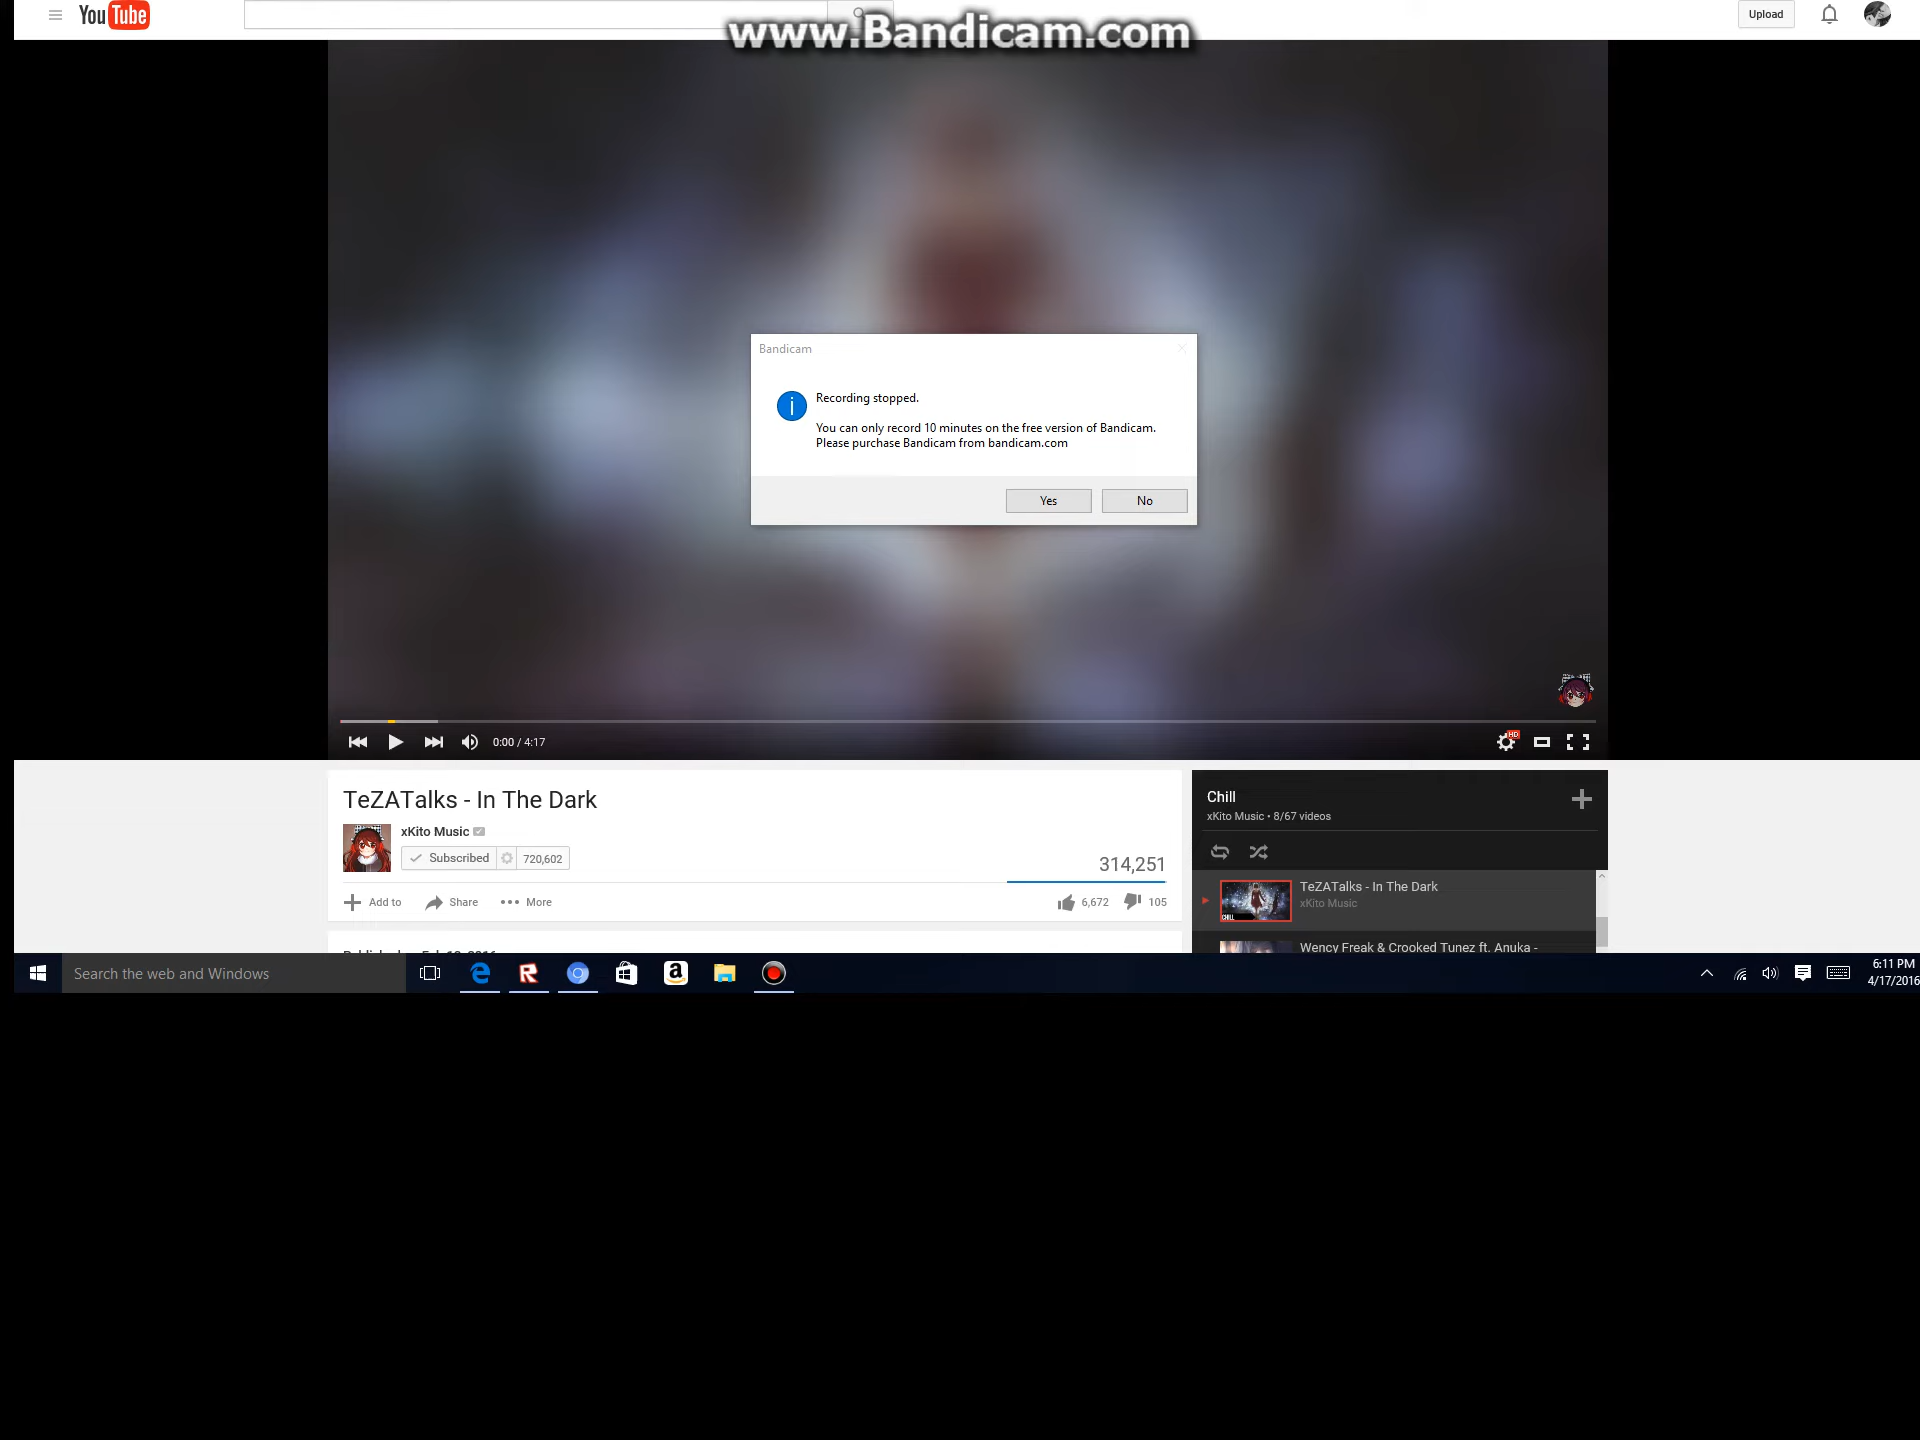 YouTube
www.Bandicam.com
Upload
Bandicam
Recording stopped.
You can only record 10 minutes on the free version of Bandicam.
Please purchase Bandicam from bandicam.com
Yes
No
0:00 / 4:17
HD
TeZATalks - In The Dark
xKito Music
Subscribed
720,602
314,251
Add to
Share
More
6,672
105
Chill
xKito Music • 8/67 videos
TeZATalks - In The Dark
xKito Music
CHILL
Wency Freak & Crooked Tunez ft. Anuka -
Search the web and Windows
6:11 PM
4/17/2016